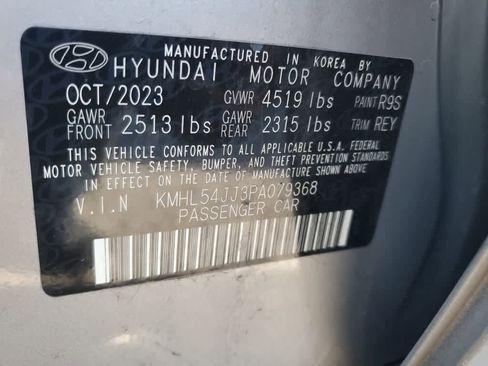 MANUFACTURED IN KOREA BY
HYUNDAI MOTOR COMPANY
OCT/2023 GVWR 4519 lbs PAINT R9S
GAWR FRONT 2513 lbs GAWR REAR 2315 lbs TRIM REY
THIS VEHICLE CONFORMS TO ALL APPLICABLE FEDERAL
MOTOR VEHICLE SAFETY, BUMPER, AND THEFT PREVENTION STANDARDS
IN EFFECT ON THE DATE OF MANUFACTURE SHOWN ABOVE.
V.I.N KMHL54JJ3PA079368
PASSENGER CAR